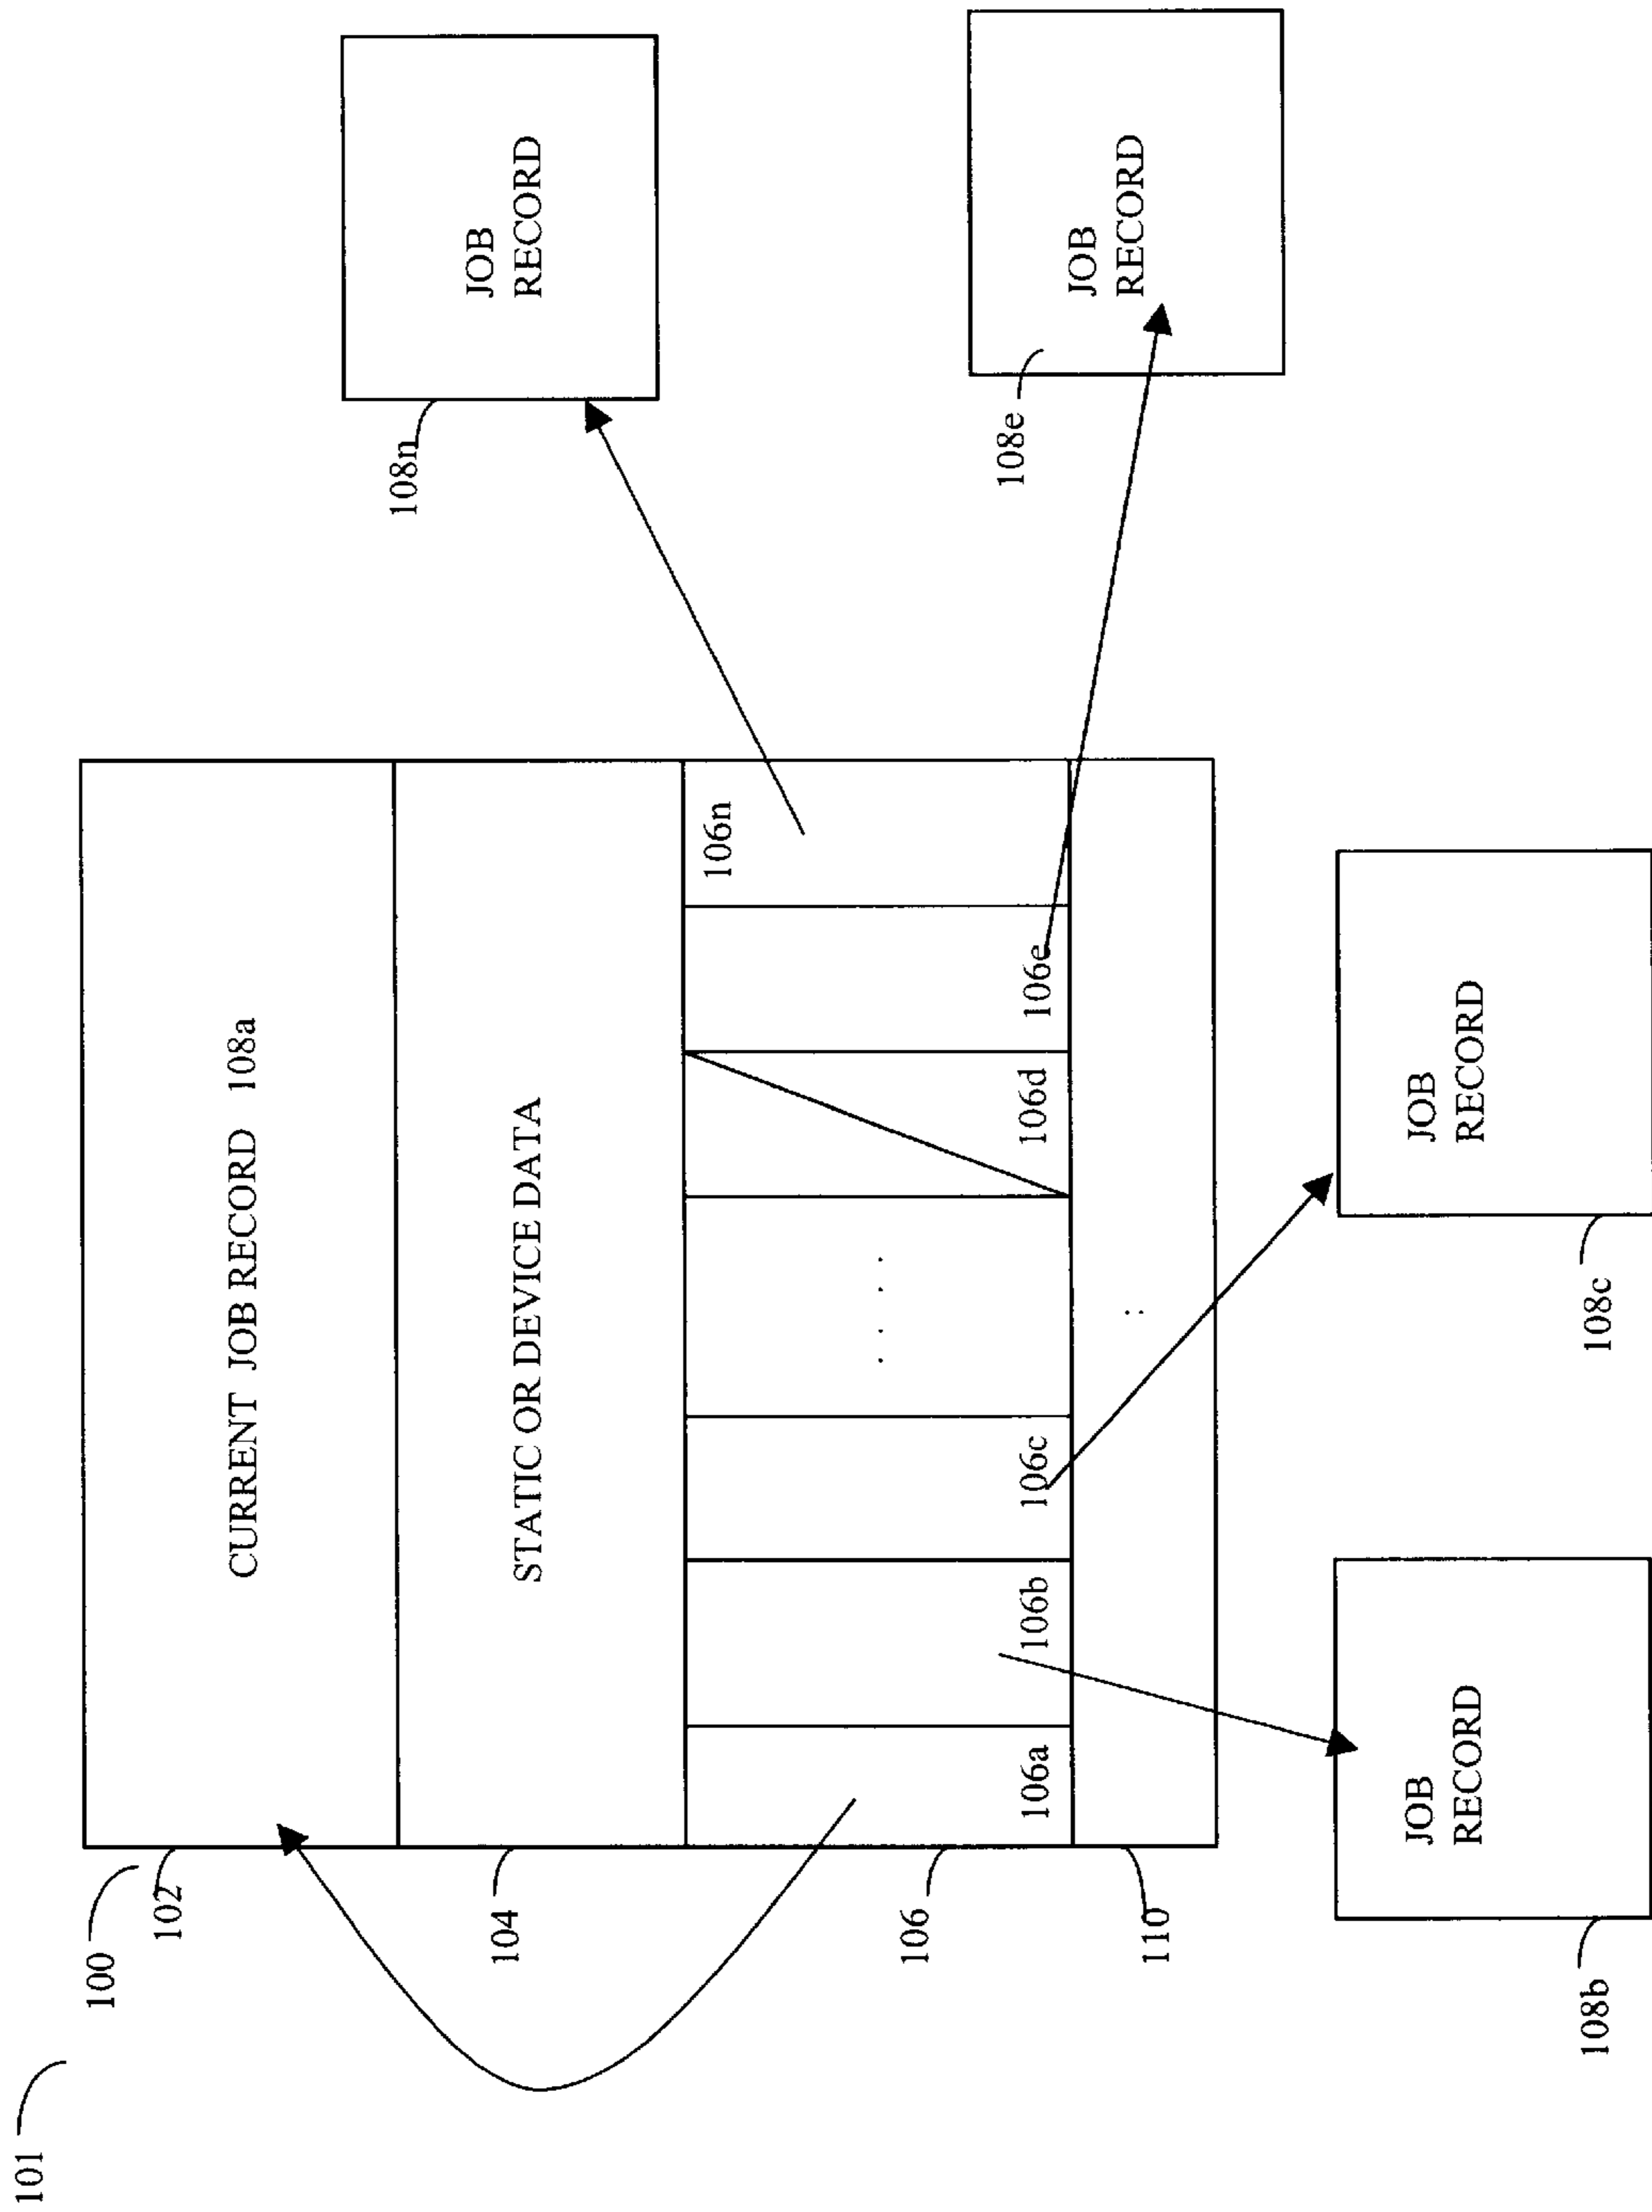 101
100
102
CURRENT JOB RECORD 108a
104
STATIC OR DEVICE DATA
106
106a
106b
106c
. . . .
106d
106e
106n
110
:
108n
JOB
RECORD
108e
JOB
RECORD
108b
JOB
RECORD
108c
JOB
RECORD